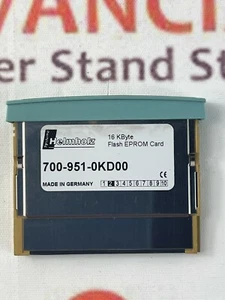 VANCI
er Stand St
Helmholz
16 KByte
Flash EPROM Card
700-951-0KD00
MADE IN GERMANY
1 2 3 4 5 6 7 8 9 10